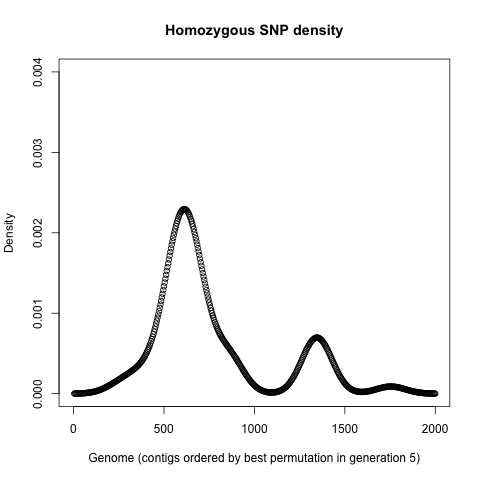 Homozygous SNP density
Density
0.004
0.003
0.002
0.001
0.000
0 500 1000 1500 2000
Genome (contigs ordered by best permutation in generation 5)